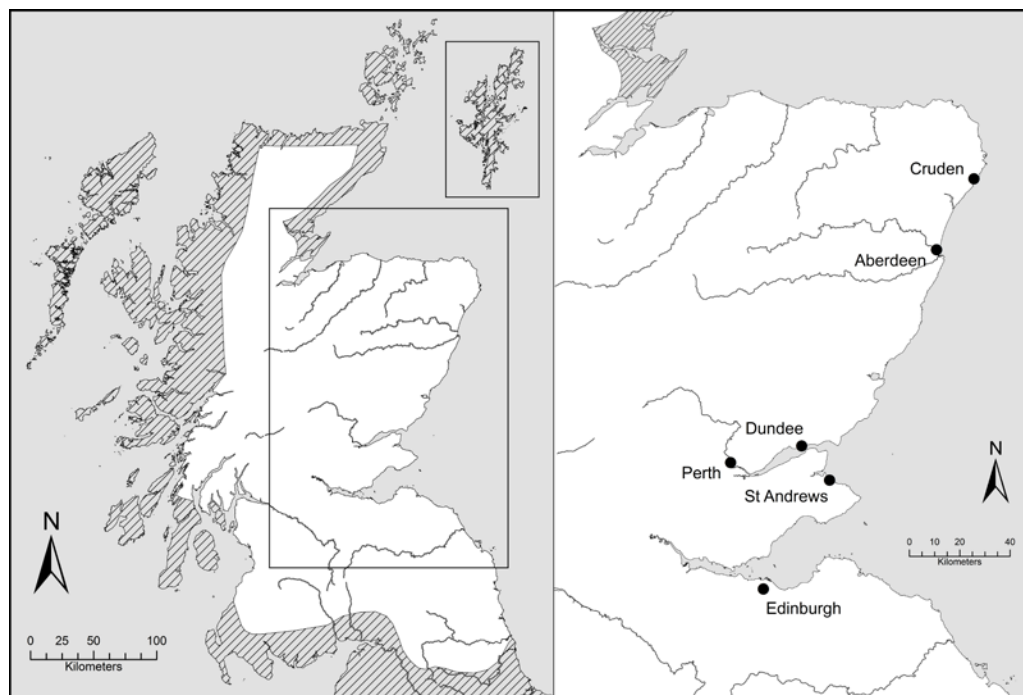 N
0 25 50 100
Kilometers
Cruden
Aberdeen
Dundee
Perth
St Andrews
Edinburgh
N
0 10 20 40
Kilometers